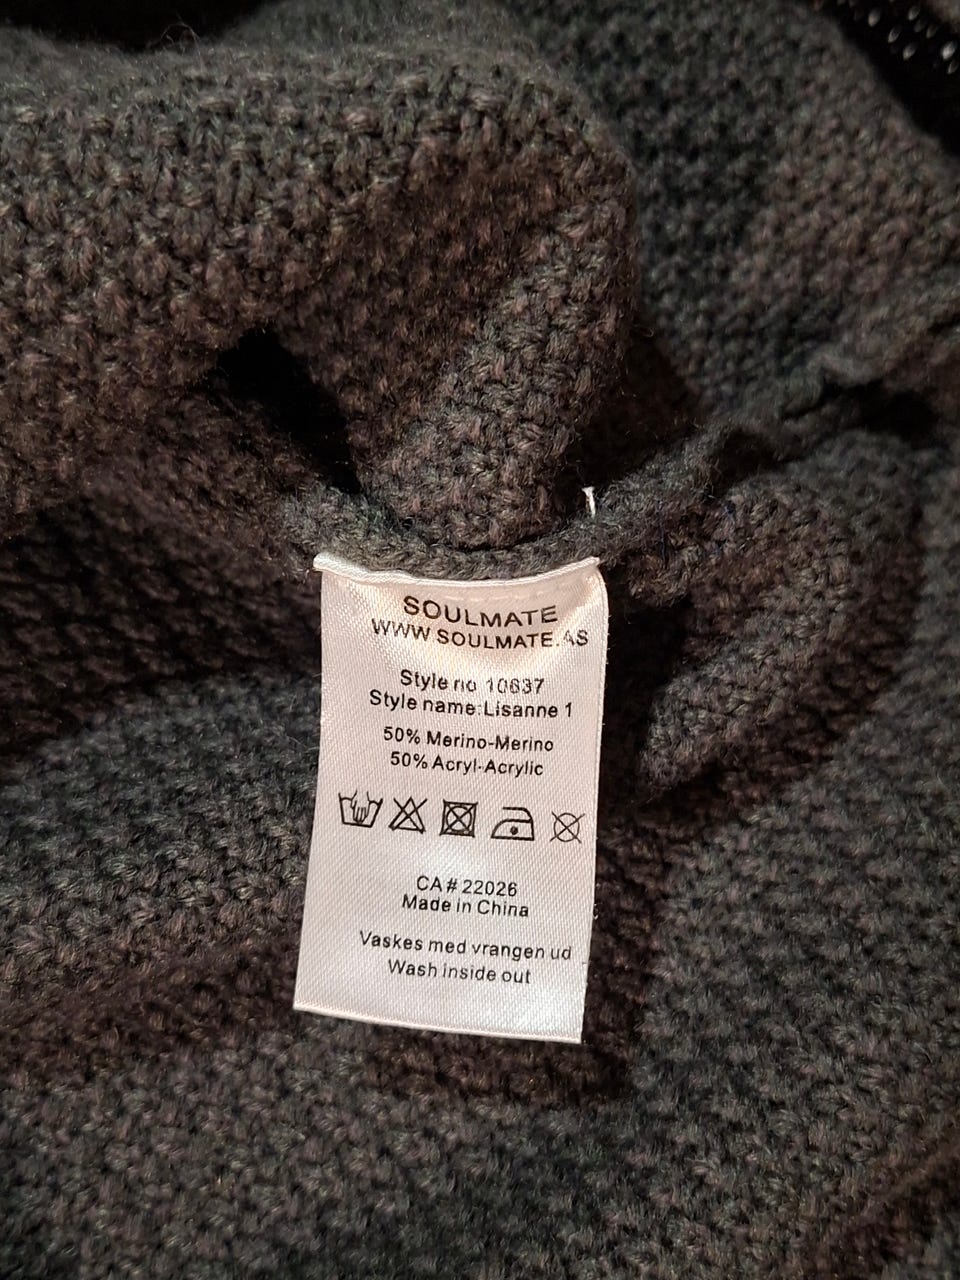 SOULMATE
WWW.SOULMATE.AS
Style no 10637
Style name:Lisanne 1
50% Merino-Merino
50% Acryl-Acrylic
CA# 22026
Made in China
Vaskes med vrangen ud
Wash inside out